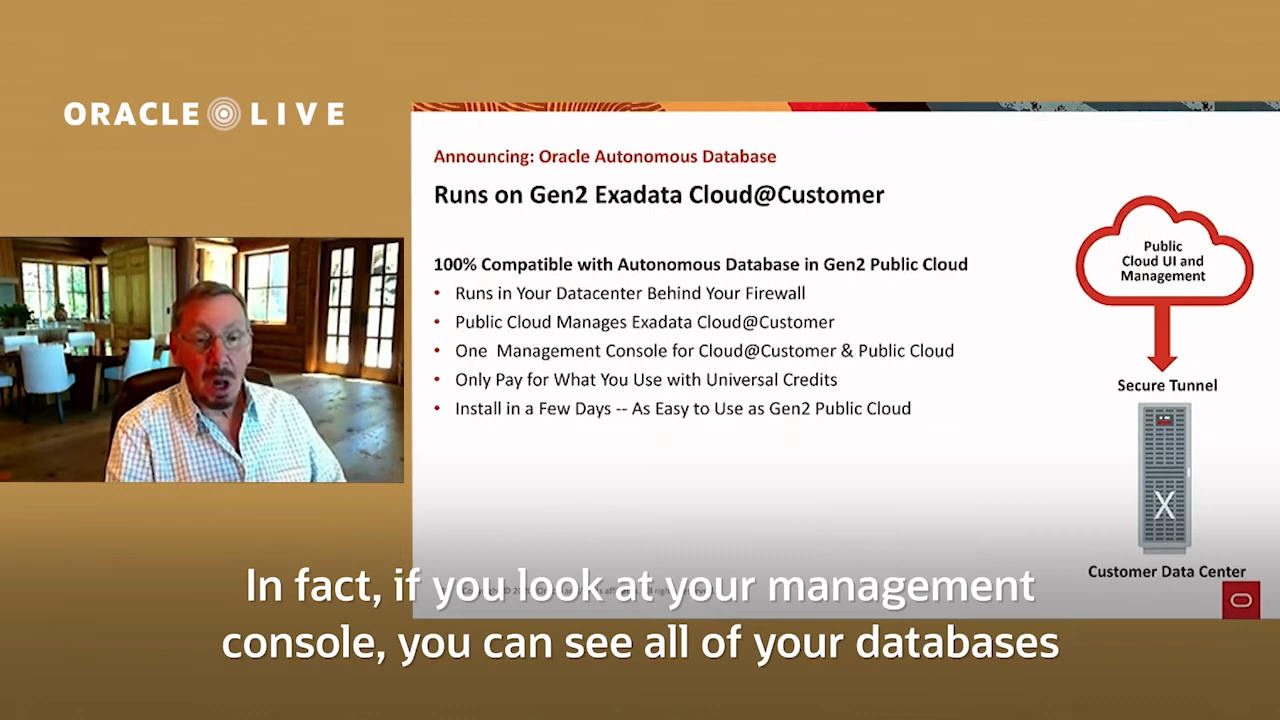 ORACLE LIVE
Announcing: Oracle Autonomous Database
Runs on Gen2 Exadata Cloud@Customer
100% Compatible with Autonomous Database in Gen2 Public Cloud
• Runs in Your Datacenter Behind Your Firewall
• Public Cloud Manages Exadata Cloud@Customer
• One Management Console for Cloud@Customer & Public Cloud
• Only Pay for What You Use with Universal Credits
• Install in a Few Days -- As Easy to Use as Gen2 Public Cloud
Public
Cloud UI and
Management
Secure Tunnel
X
Customer Data Center
In fact, if you look at your management
console, you can see all of your databases